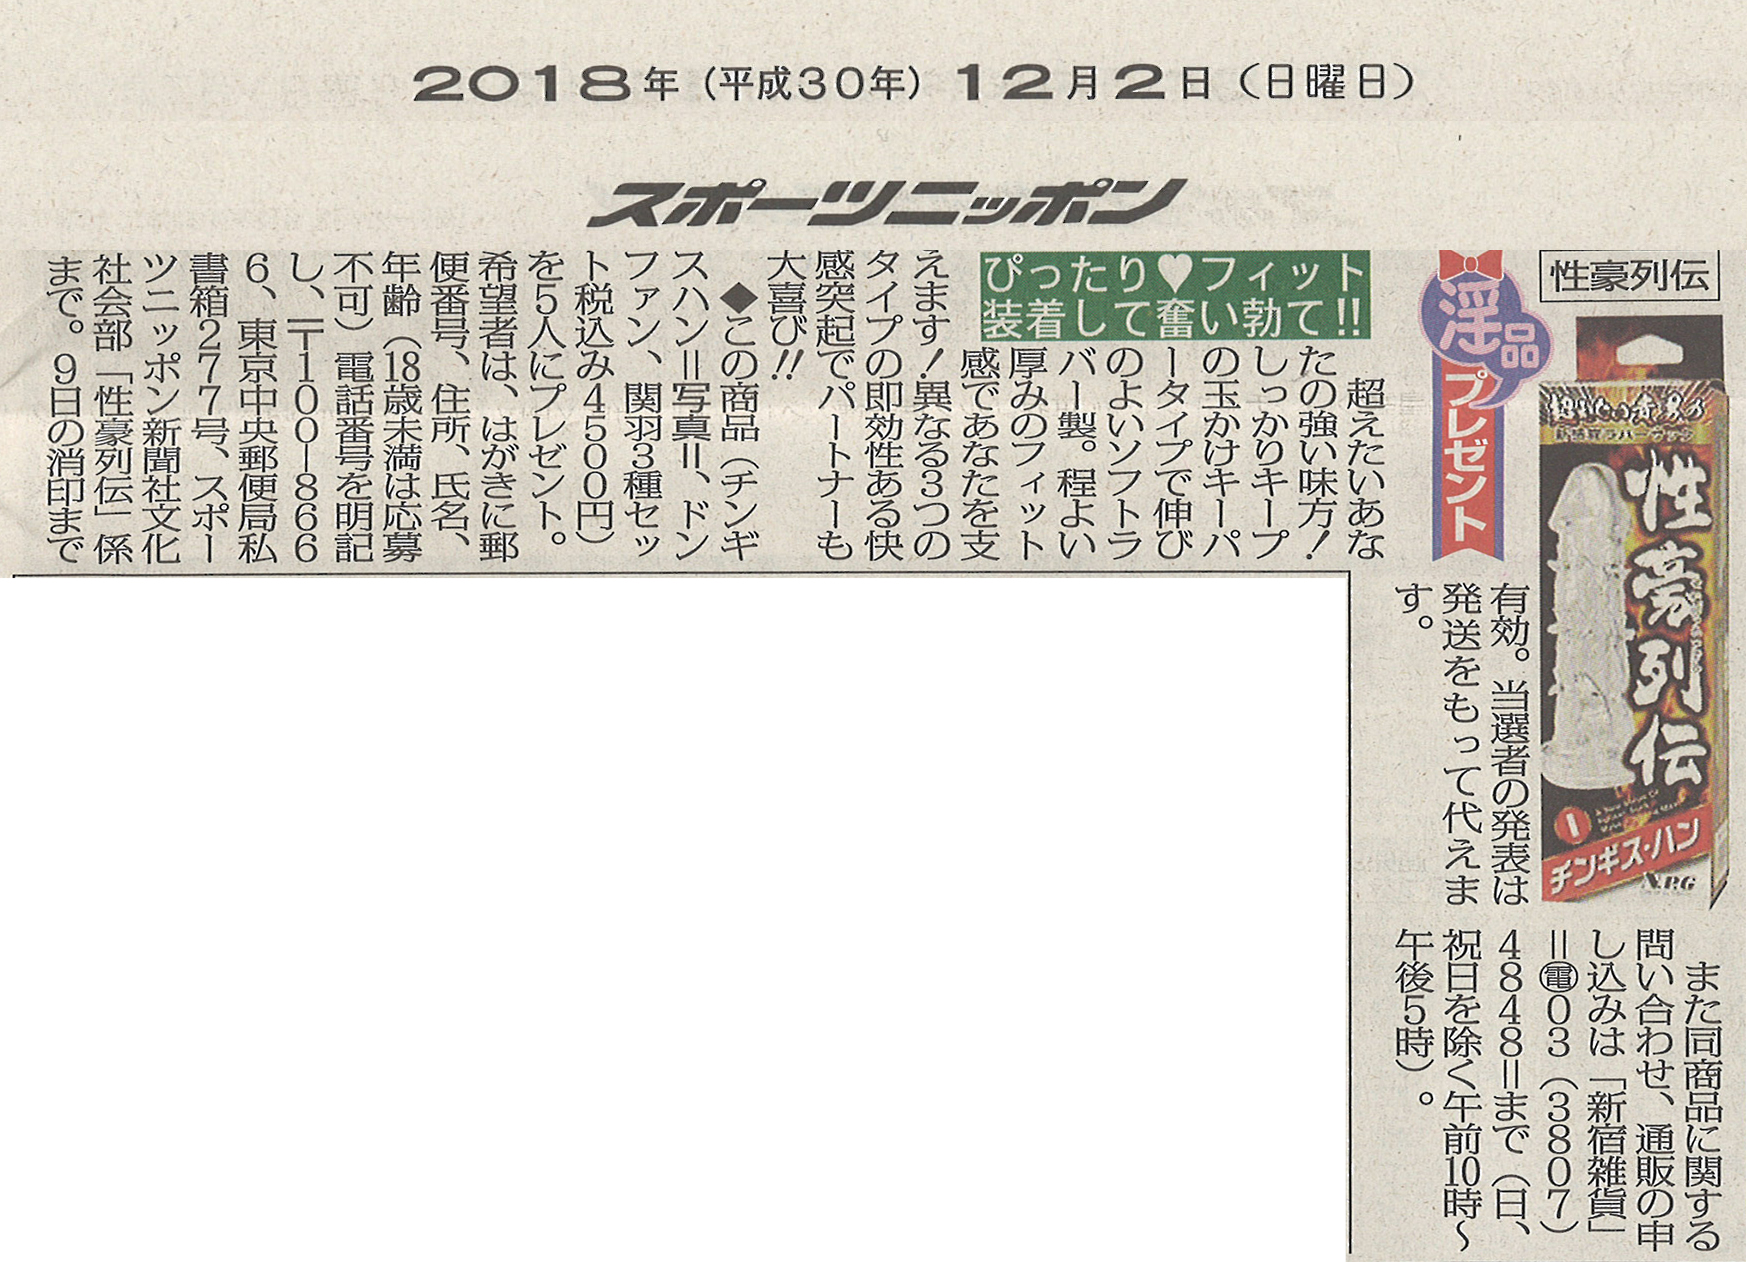 2018年（平成30年）12月2日（日曜日）
スポーツニッポン
性豪列伝
淫品
プレゼント
ぴったり♥フィット
装着して奮い勃て!!
超えたいあな
たの強い味方！
しっかりキープ
の玉かけキーパ
ータイプで伸び
のよいソフトラ
バー製。程よい
厚みのフィット
感であなたを支
えます！異なる3つの
タイプの即効性ある快
感突起でパートナーも
大喜び!!
◆この商品（チンギ
スハン＝写真＝、ドン
ファン、関羽3種セッ
ト税込み4500円）
を5人にプレゼント。
希望者は、はがきに郵
便番号、住所、氏名、
年齢（18歳未満は応募
不可）電話番号を明記
し、〒100―866
6、東京中央郵便局私
書箱277号、スポー
ツニッポン新聞社文化
社会部「性豪列伝」係
まで。9日の消印まで
有効。当選者の発表は
発送をもって代えま
す。
また同商品に関する
問い合わせ、通販の申
し込みは「新宿雑貨」
＝㊢03（3807）
4848＝まで（日、
祝日を除く午前10時〜
午後5時）。
性豪列伝
1
チンギス・ハン
N.P.G